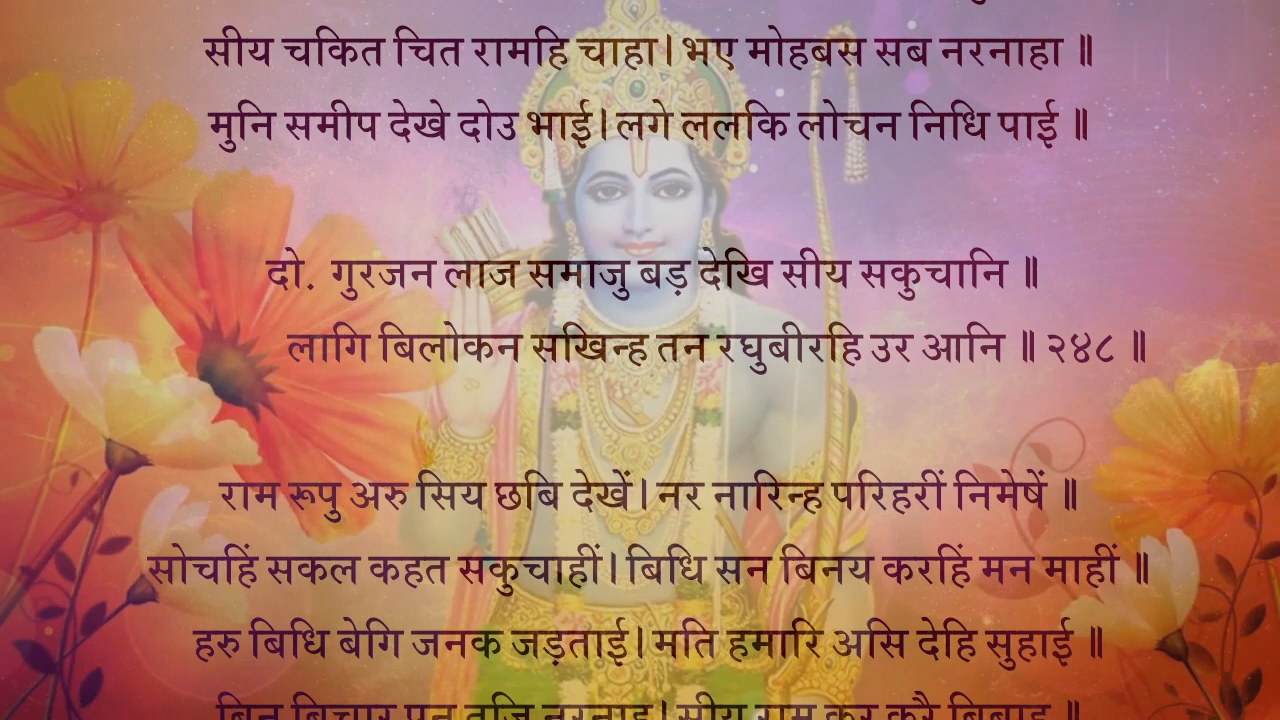 सीय चकित चित रामहि चाहा। भए मोहबस सब नरनाहा ॥
मुनि समीप देखे दोउ भाई। लगे ललकि लोचन निधि पाई ॥
दो. गुरजन लाज समाजु बड़ देखि सीय सकुचानि ॥
लागि बिलोकन सखिन्ह तन रघुबीरहि उर आनि ॥ २४८ ॥
राम रूपु अरु सिय छबि देखें। नर नारिन्ह परिहरीं निमेषें ॥
सोचहिं सकल कहत सकुचाहीं। बिधि सन बिनय करहिं मन माहीं ॥
हरु बिधि बेगि जनक जड़ताई। मति हमारि असि देहि सुहाई ॥